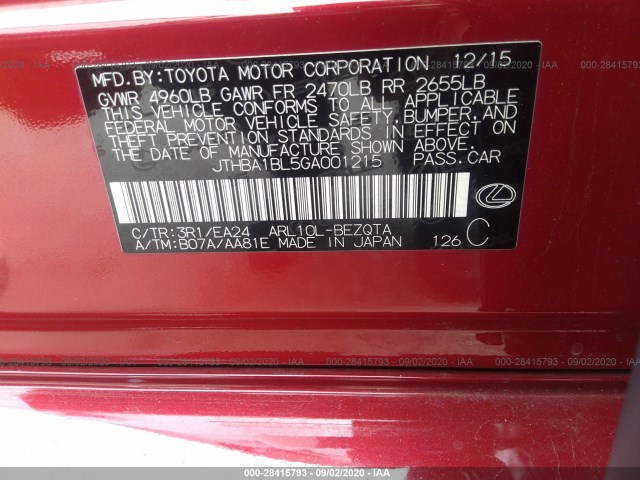 MFD.BY:TOYOTA MOTOR CORPORATION 12/15
GVWR 4960LB GAWR FR 2470LB RR 2655LB
THIS VEHICLE CONFORMS TO ALL APPLICABLE
FEDERAL MOTOR VEHICLE SAFETY,BUMPER,AND
THEFT PREVENTION STANDARDS IN EFFECT
ON THE DATE OF MANUFACTURE SHOWN ABOVE.
JTHBA1BL5GA001215 PASS.CAR
C/TR:3R1/EA24 ARL10L-BEZQTA
A/TM:B07A/AA81E MADE IN JAPAN 126 C
000-28415793 - 09/02/2020 - IAA